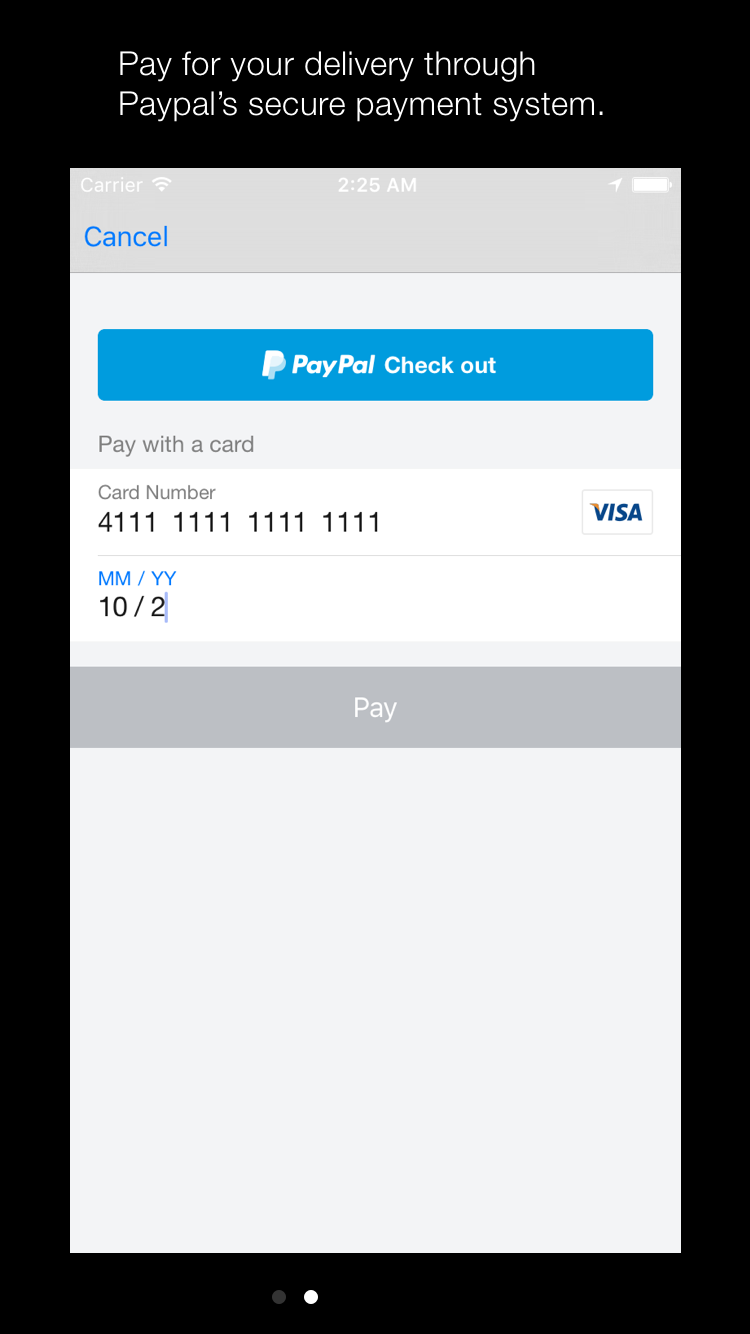 Pay for your delivery through
Paypal’s secure payment system.
Carrier 2:25 AM
Cancel
PayPal Check out
Pay with a card
Card Number
4111 1111 1111 1111 VISA
MM / YY
10 / 2
Pay